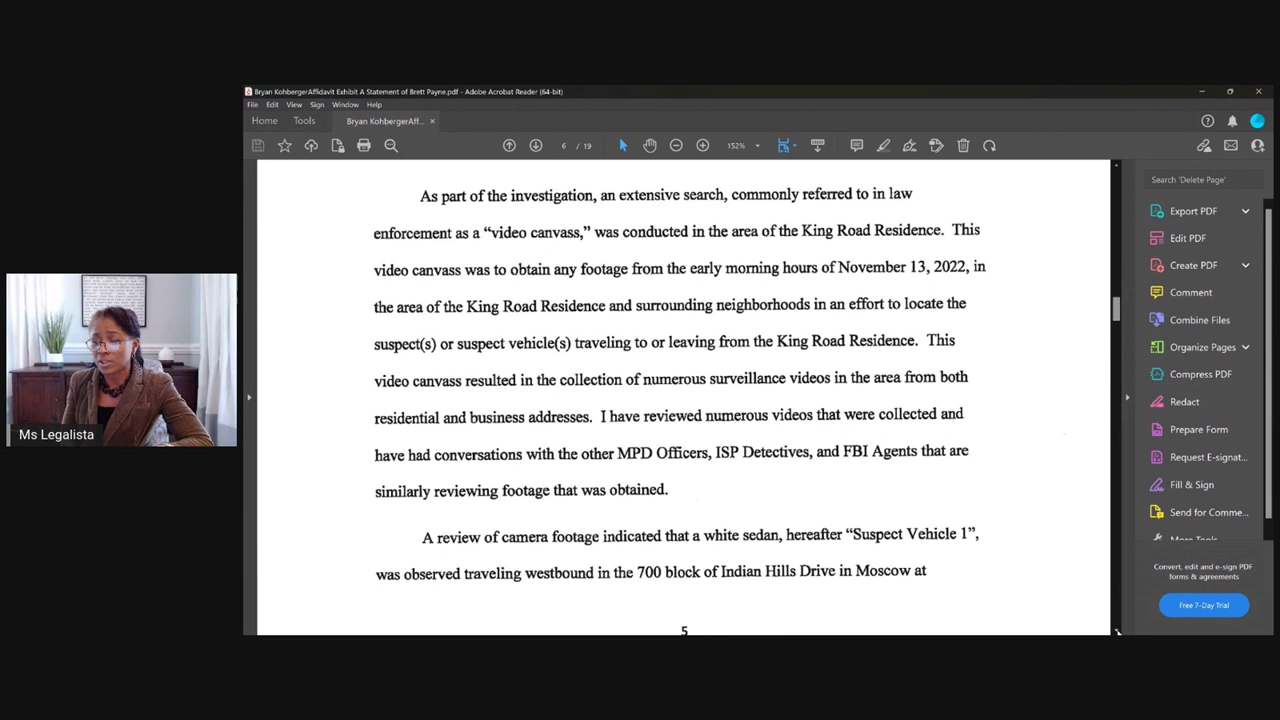 Bryan KohbergerAffidavit Exhibit A Statement of Brett Payne.pdf - Adobe Acrobat Reader (64-bit)
File Edit View Sign Window Help
Home Tools Bryan KohbergerAff... ×
6 / 19 152%
As part of the investigation, an extensive search, commonly referred to in law
enforcement as a “video canvass,” was conducted in the area of the King Road Residence. This
video canvass was to obtain any footage from the early morning hours of November 13, 2022, in
the area of the King Road Residence and surrounding neighborhoods in an effort to locate the
suspect(s) or suspect vehicle(s) traveling to or leaving from the King Road Residence. This
video canvass resulted in the collection of numerous surveillance videos in the area from both
residential and business addresses. I have reviewed numerous videos that were collected and
have had conversations with the other MPD Officers, ISP Detectives, and FBI Agents that are
similarly reviewing footage that was obtained.
A review of camera footage indicated that a white sedan, hereafter “Suspect Vehicle 1”,
was observed traveling westbound in the 700 block of Indian Hills Drive in Moscow at
5
Search 'Delete Page'
Export PDF
Edit PDF
Create PDF
Comment
Combine Files
Organize Pages
Compress PDF
Redact
Prepare Form
Request E-signat...
Fill & Sign
Send for Comme...
More Tools
Convert, edit and e-sign PDF
forms & agreements
Free 7-Day Trial
Ms Legalista